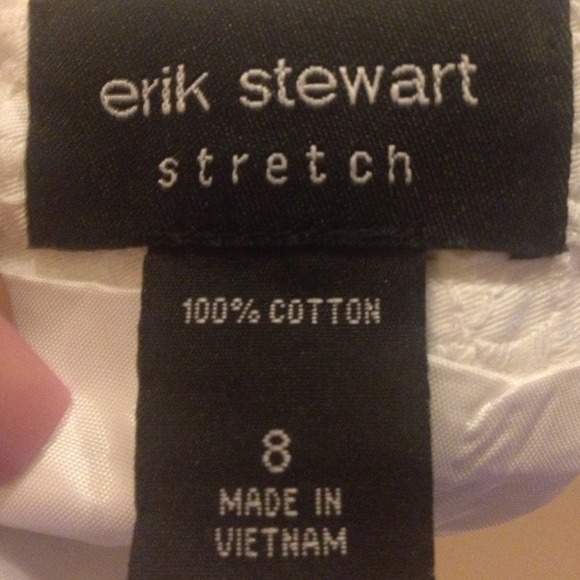 erik stewart
stretch
100% COTTON
8
MADE IN
VIETNAM